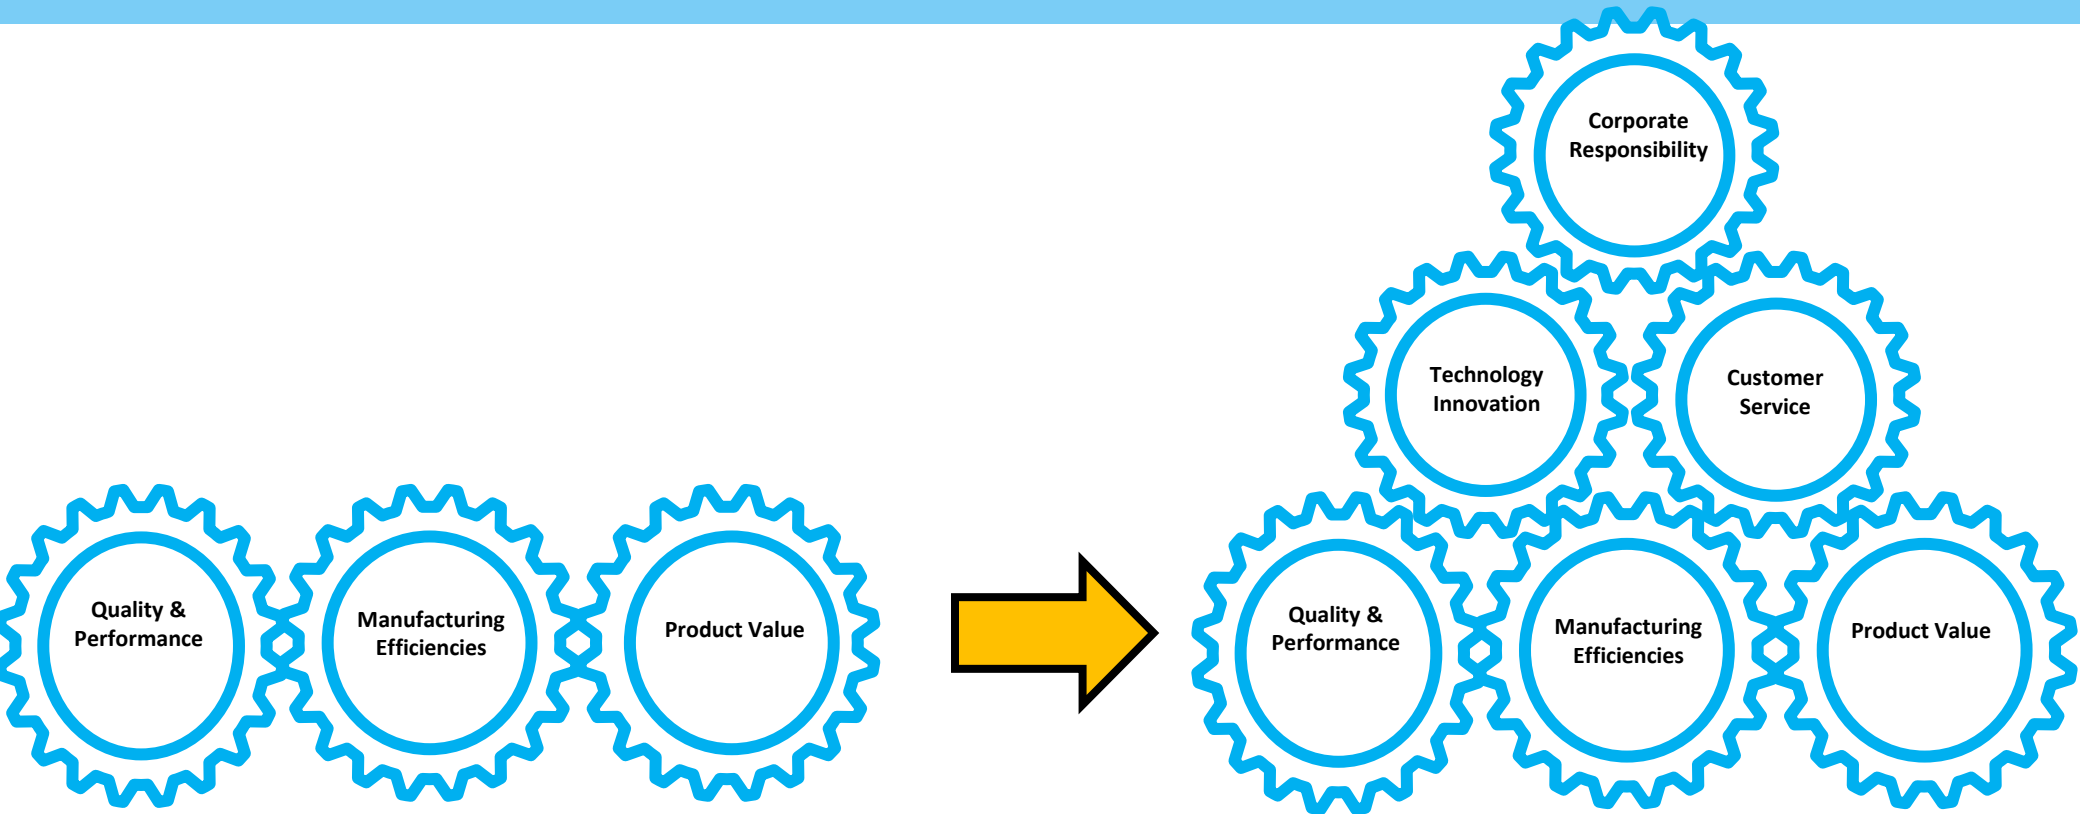 Quality &
Performance
Manufacturing
Efficiencies
Product Value
Corporate
Responsibility
Technology
Innovation
Customer
Service
Quality &
Performance
Manufacturing
Efficiencies
Product Value